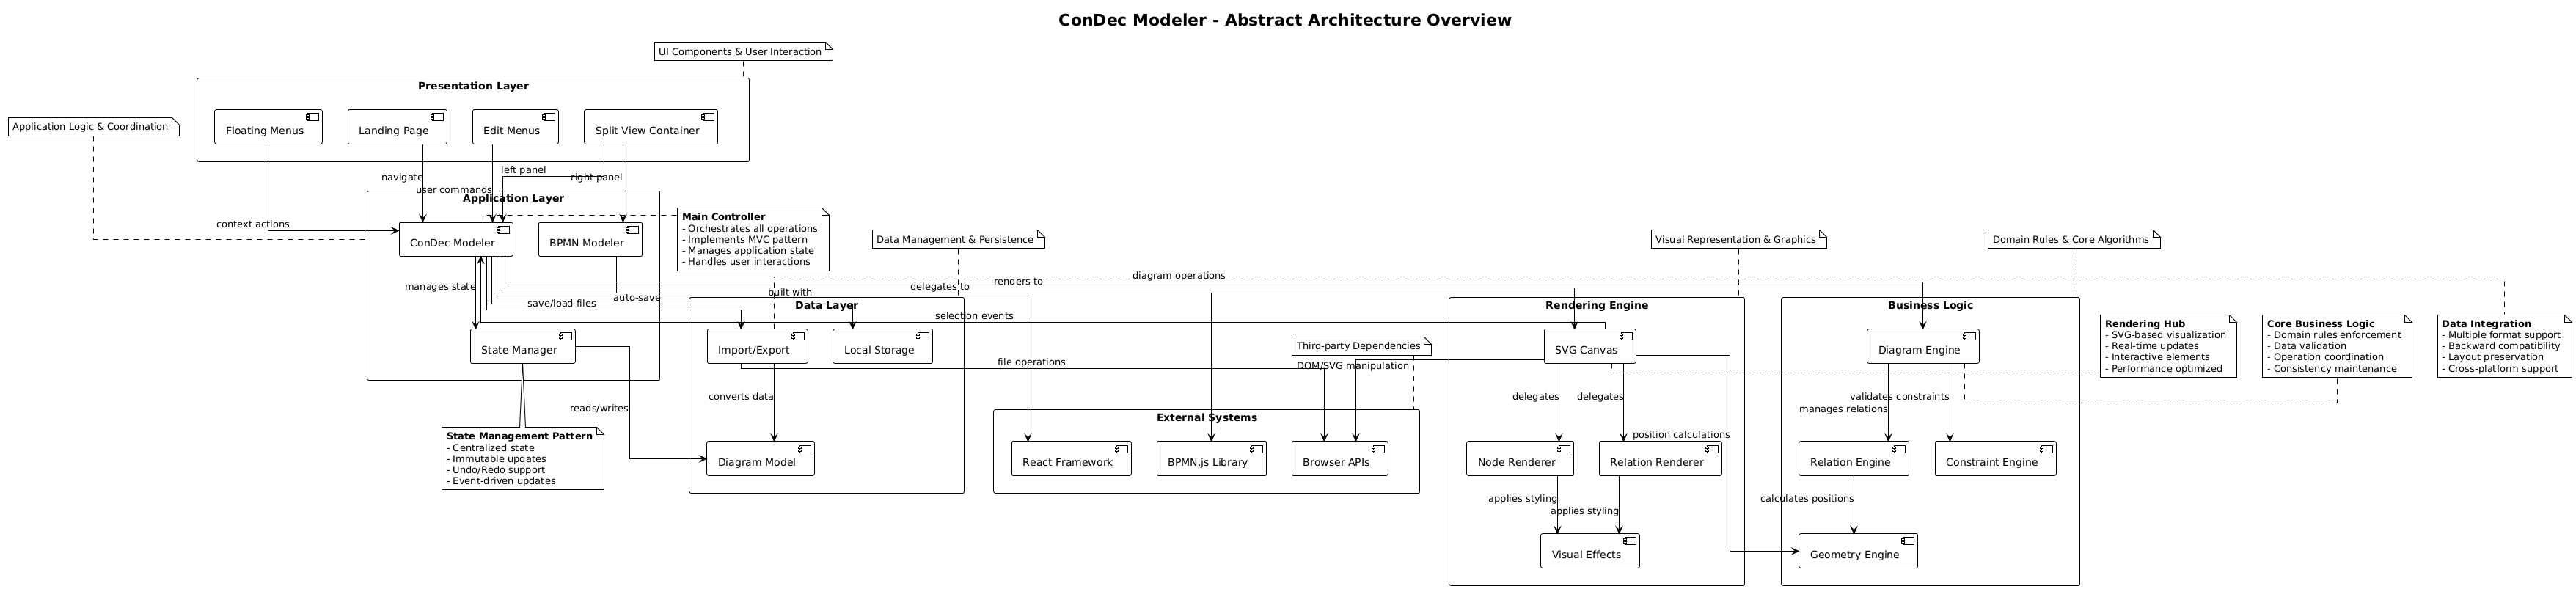 ConDec Modeler - Abstract Architecture Overview
UI Components & User Interaction
Presentation Layer
Application Logic & Coordination
Floating Menus
Landing Page
Edit Menus
Split View Container
navigate
user commands
left panel
right panel
context actions
Application Layer
ConDec Modeler
BPMN Modeler
Main Controller
- Orchestrates all operations
- Implements MVC pattern
- Manages application state
- Handles user interactions
Data Management & Persistence
Visual Representation & Graphics
Domain Rules & Core Algorithms
manages state
save/load files
auto-save
built with
delegates to
renders to
diagram operations
selection events
Data Layer
Rendering Engine
Business Logic
State Manager
Import/Export
Local Storage
file operations
Third-party Dependencies
DOM/SVG manipulation
SVG Canvas
Diagram Engine
Rendering Hub
- SVG-based visualization
- Real-time updates
- Interactive elements
- Performance optimized
Core Business Logic
- Domain rules enforcement
- Data validation
- Operation coordination
- Consistency maintenance
Data Integration
- Multiple format support
- Backward compatibility
- Layout preservation
- Cross-platform support
reads/writes
converts data
delegates
delegates
position calculations
validates constraints
manages relations
State Management Pattern
- Centralized state
- Immutable updates
- Undo/Redo support
- Event-driven updates
Diagram Model
External Systems
React Framework
BPMN.js Library
Browser APIs
Node Renderer
Relation Renderer
Relation Engine
Constraint Engine
applies styling
applies styling
calculates positions
Visual Effects
Geometry Engine